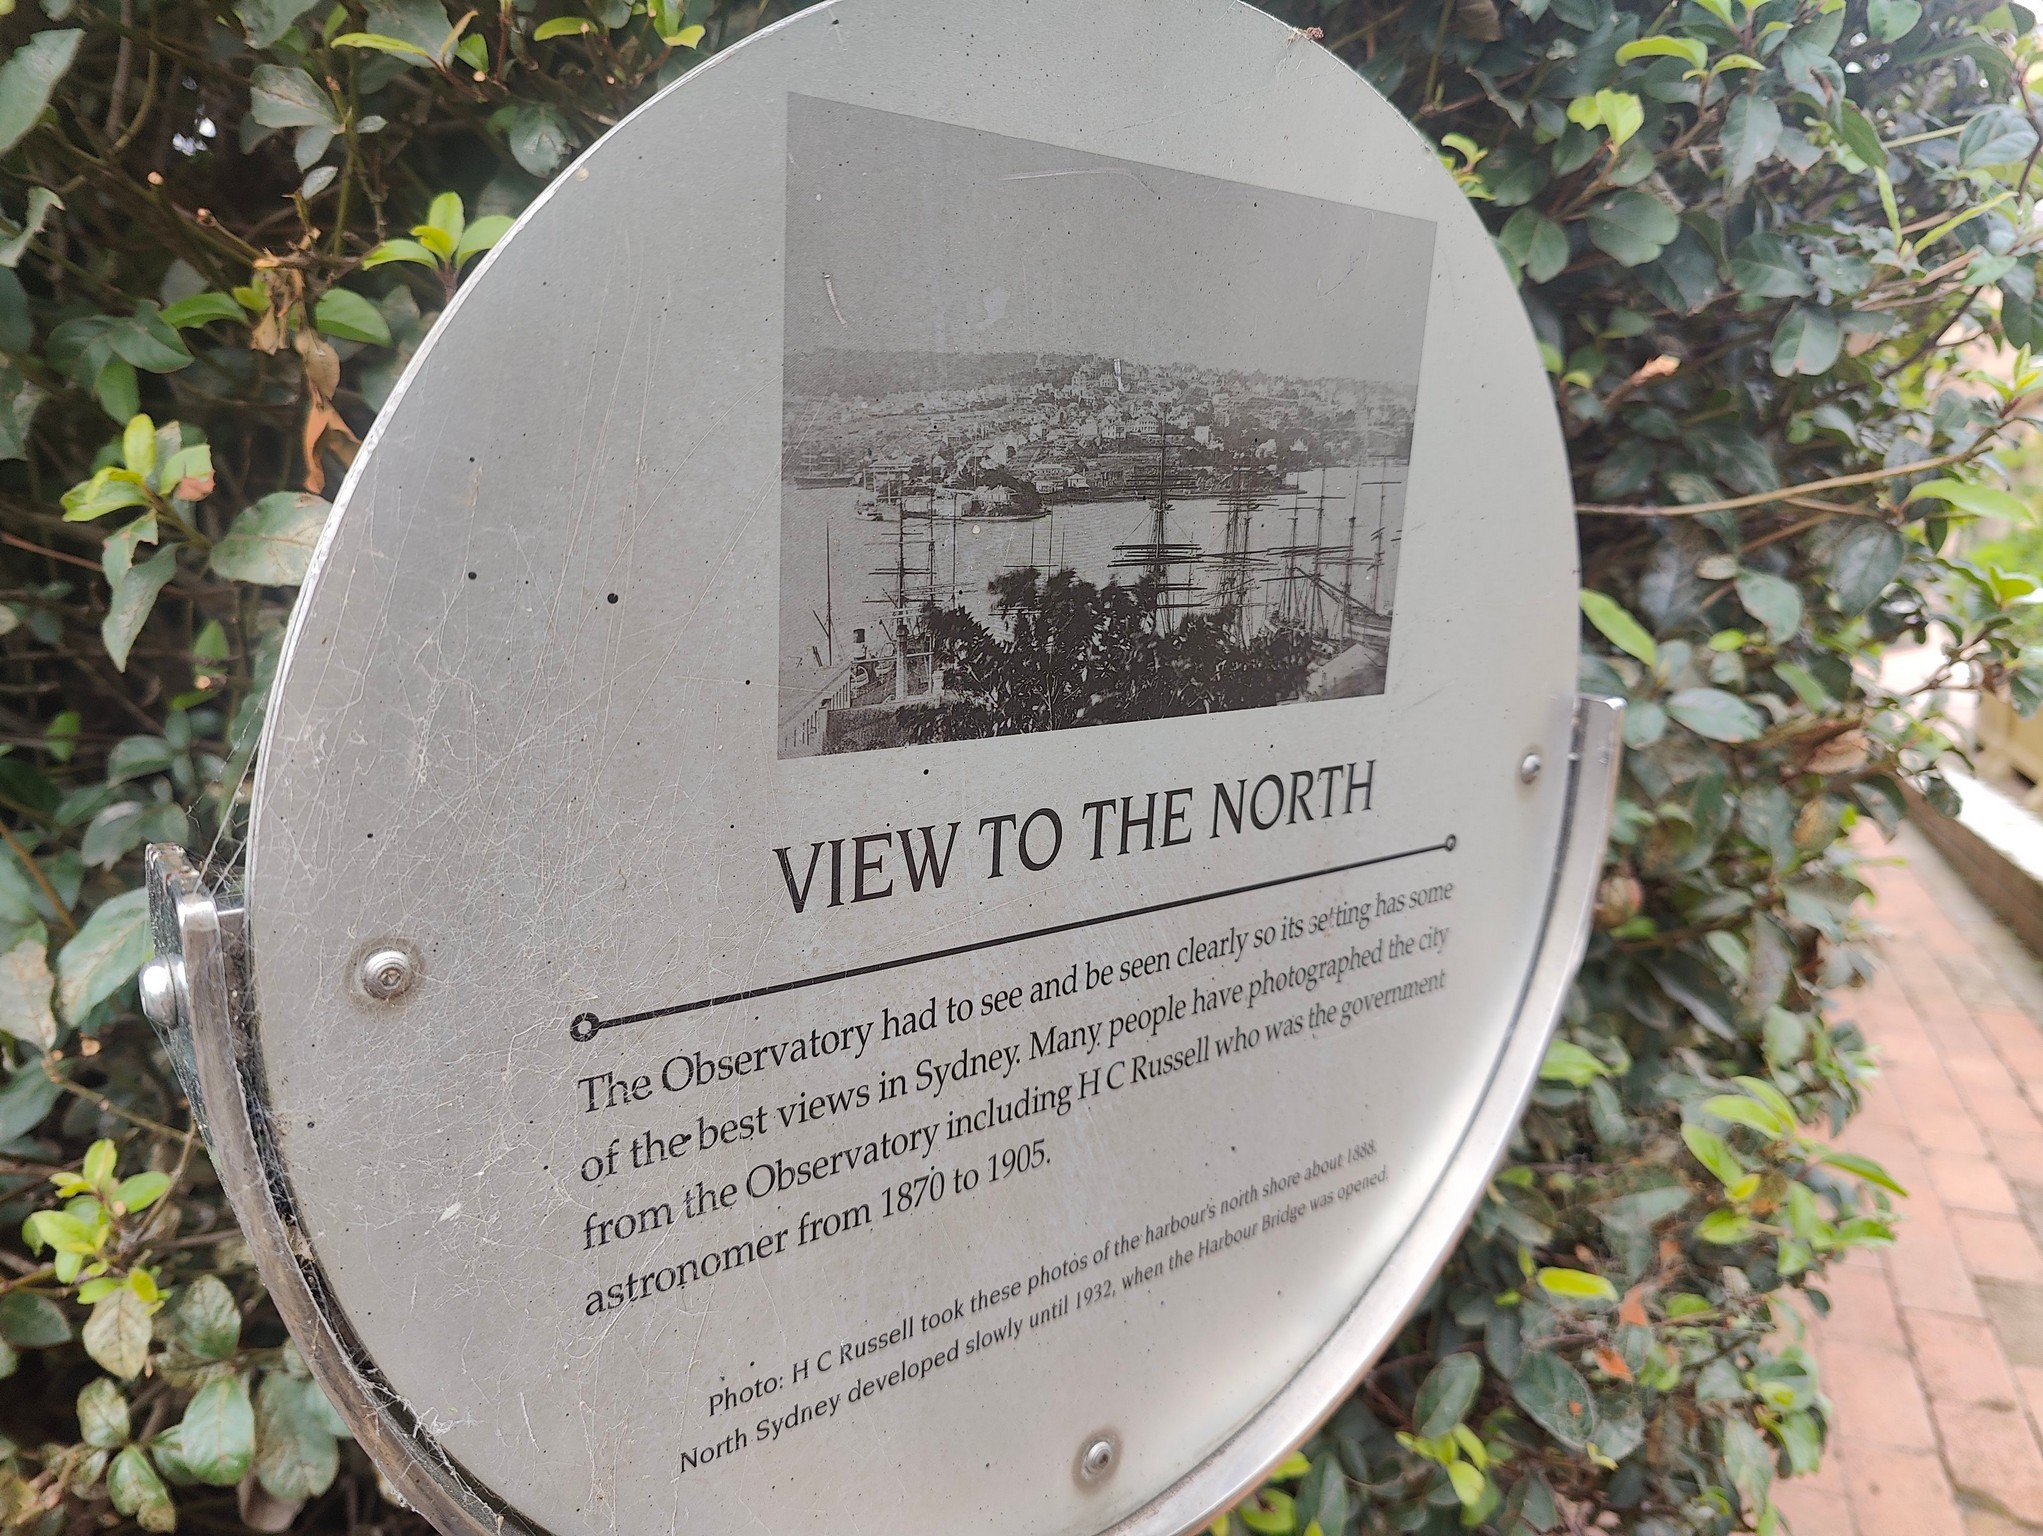 VIEW TO THE NORTH
The Observatory had to see and be seen clearly so its setting has some
of the best views in Sydney. Many people have photographed the city
from the Observatory including H C Russell who was the government
astronomer from 1870 to 1905.
Photo: H C Russell took these photos of the harbour's north shore about 1888.
North Sydney developed slowly until 1932, when the Harbour Bridge was opened.